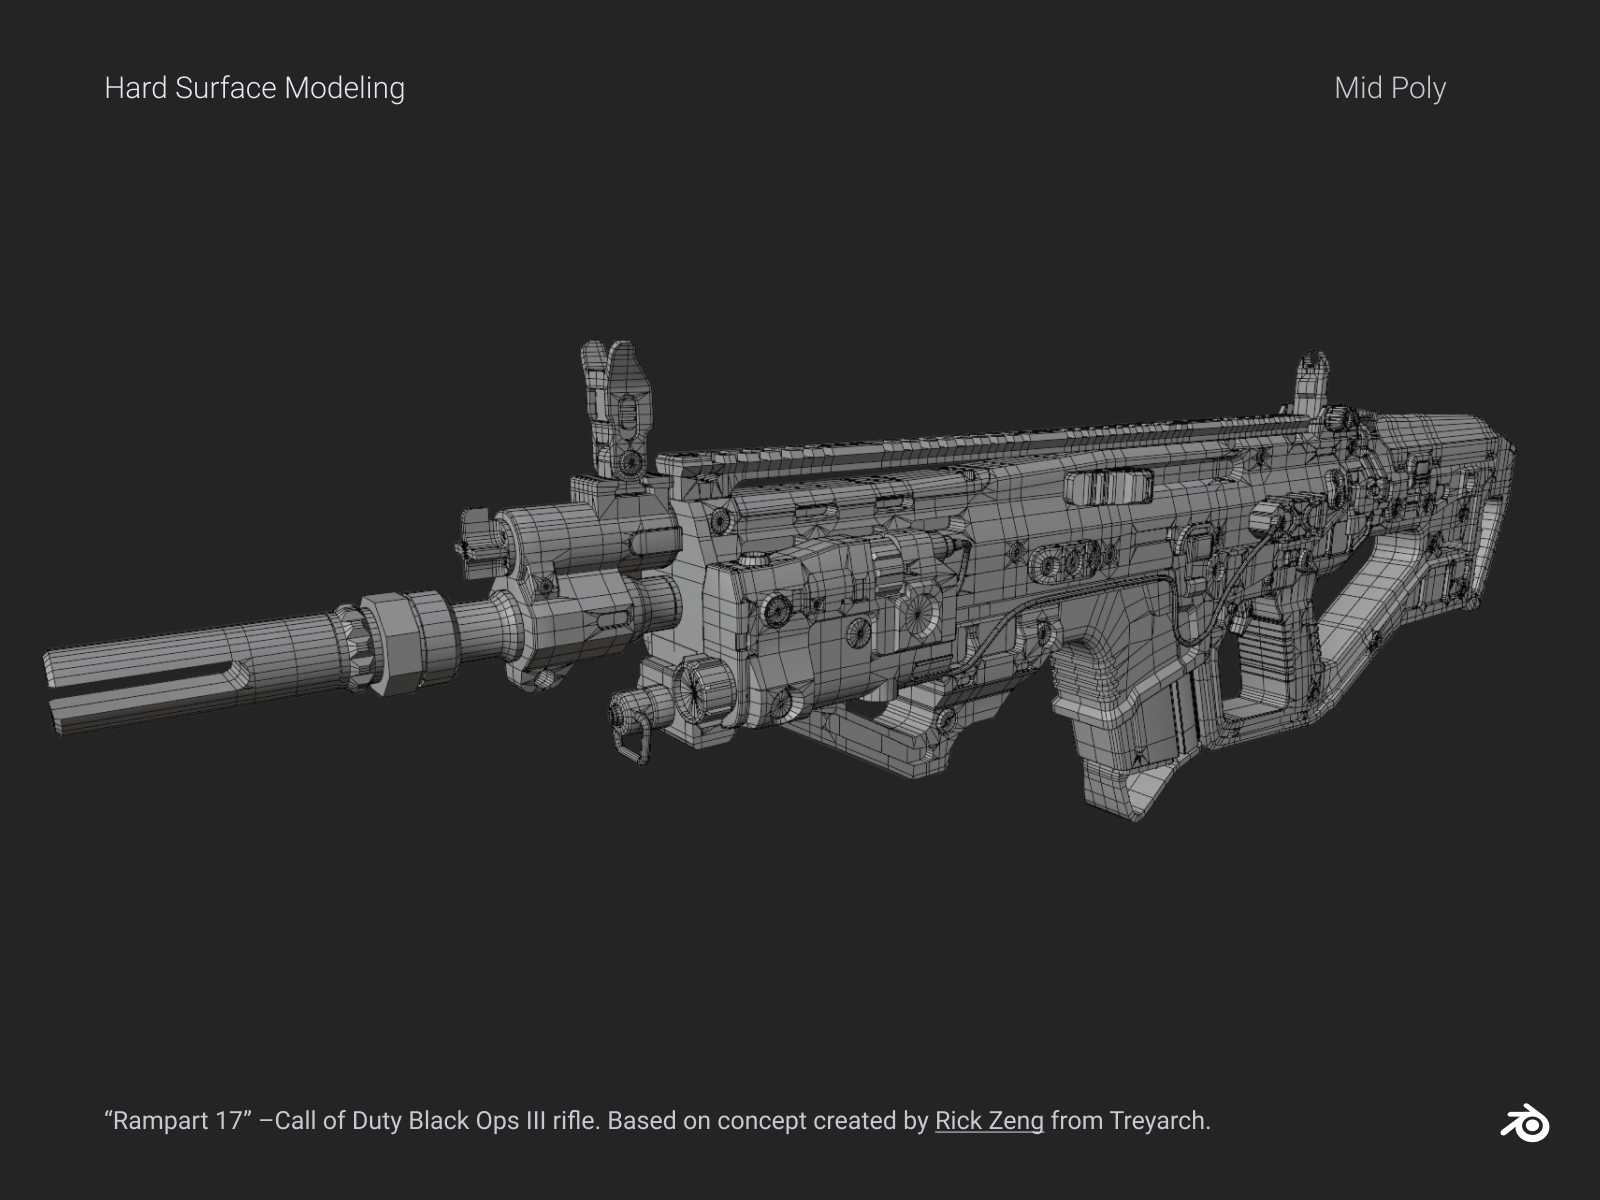 Hard Surface Modeling
Mid Poly
“Rampart 17” –Call of Duty Black Ops III rifle. Based on concept created by Rick Zeng from Treyarch.